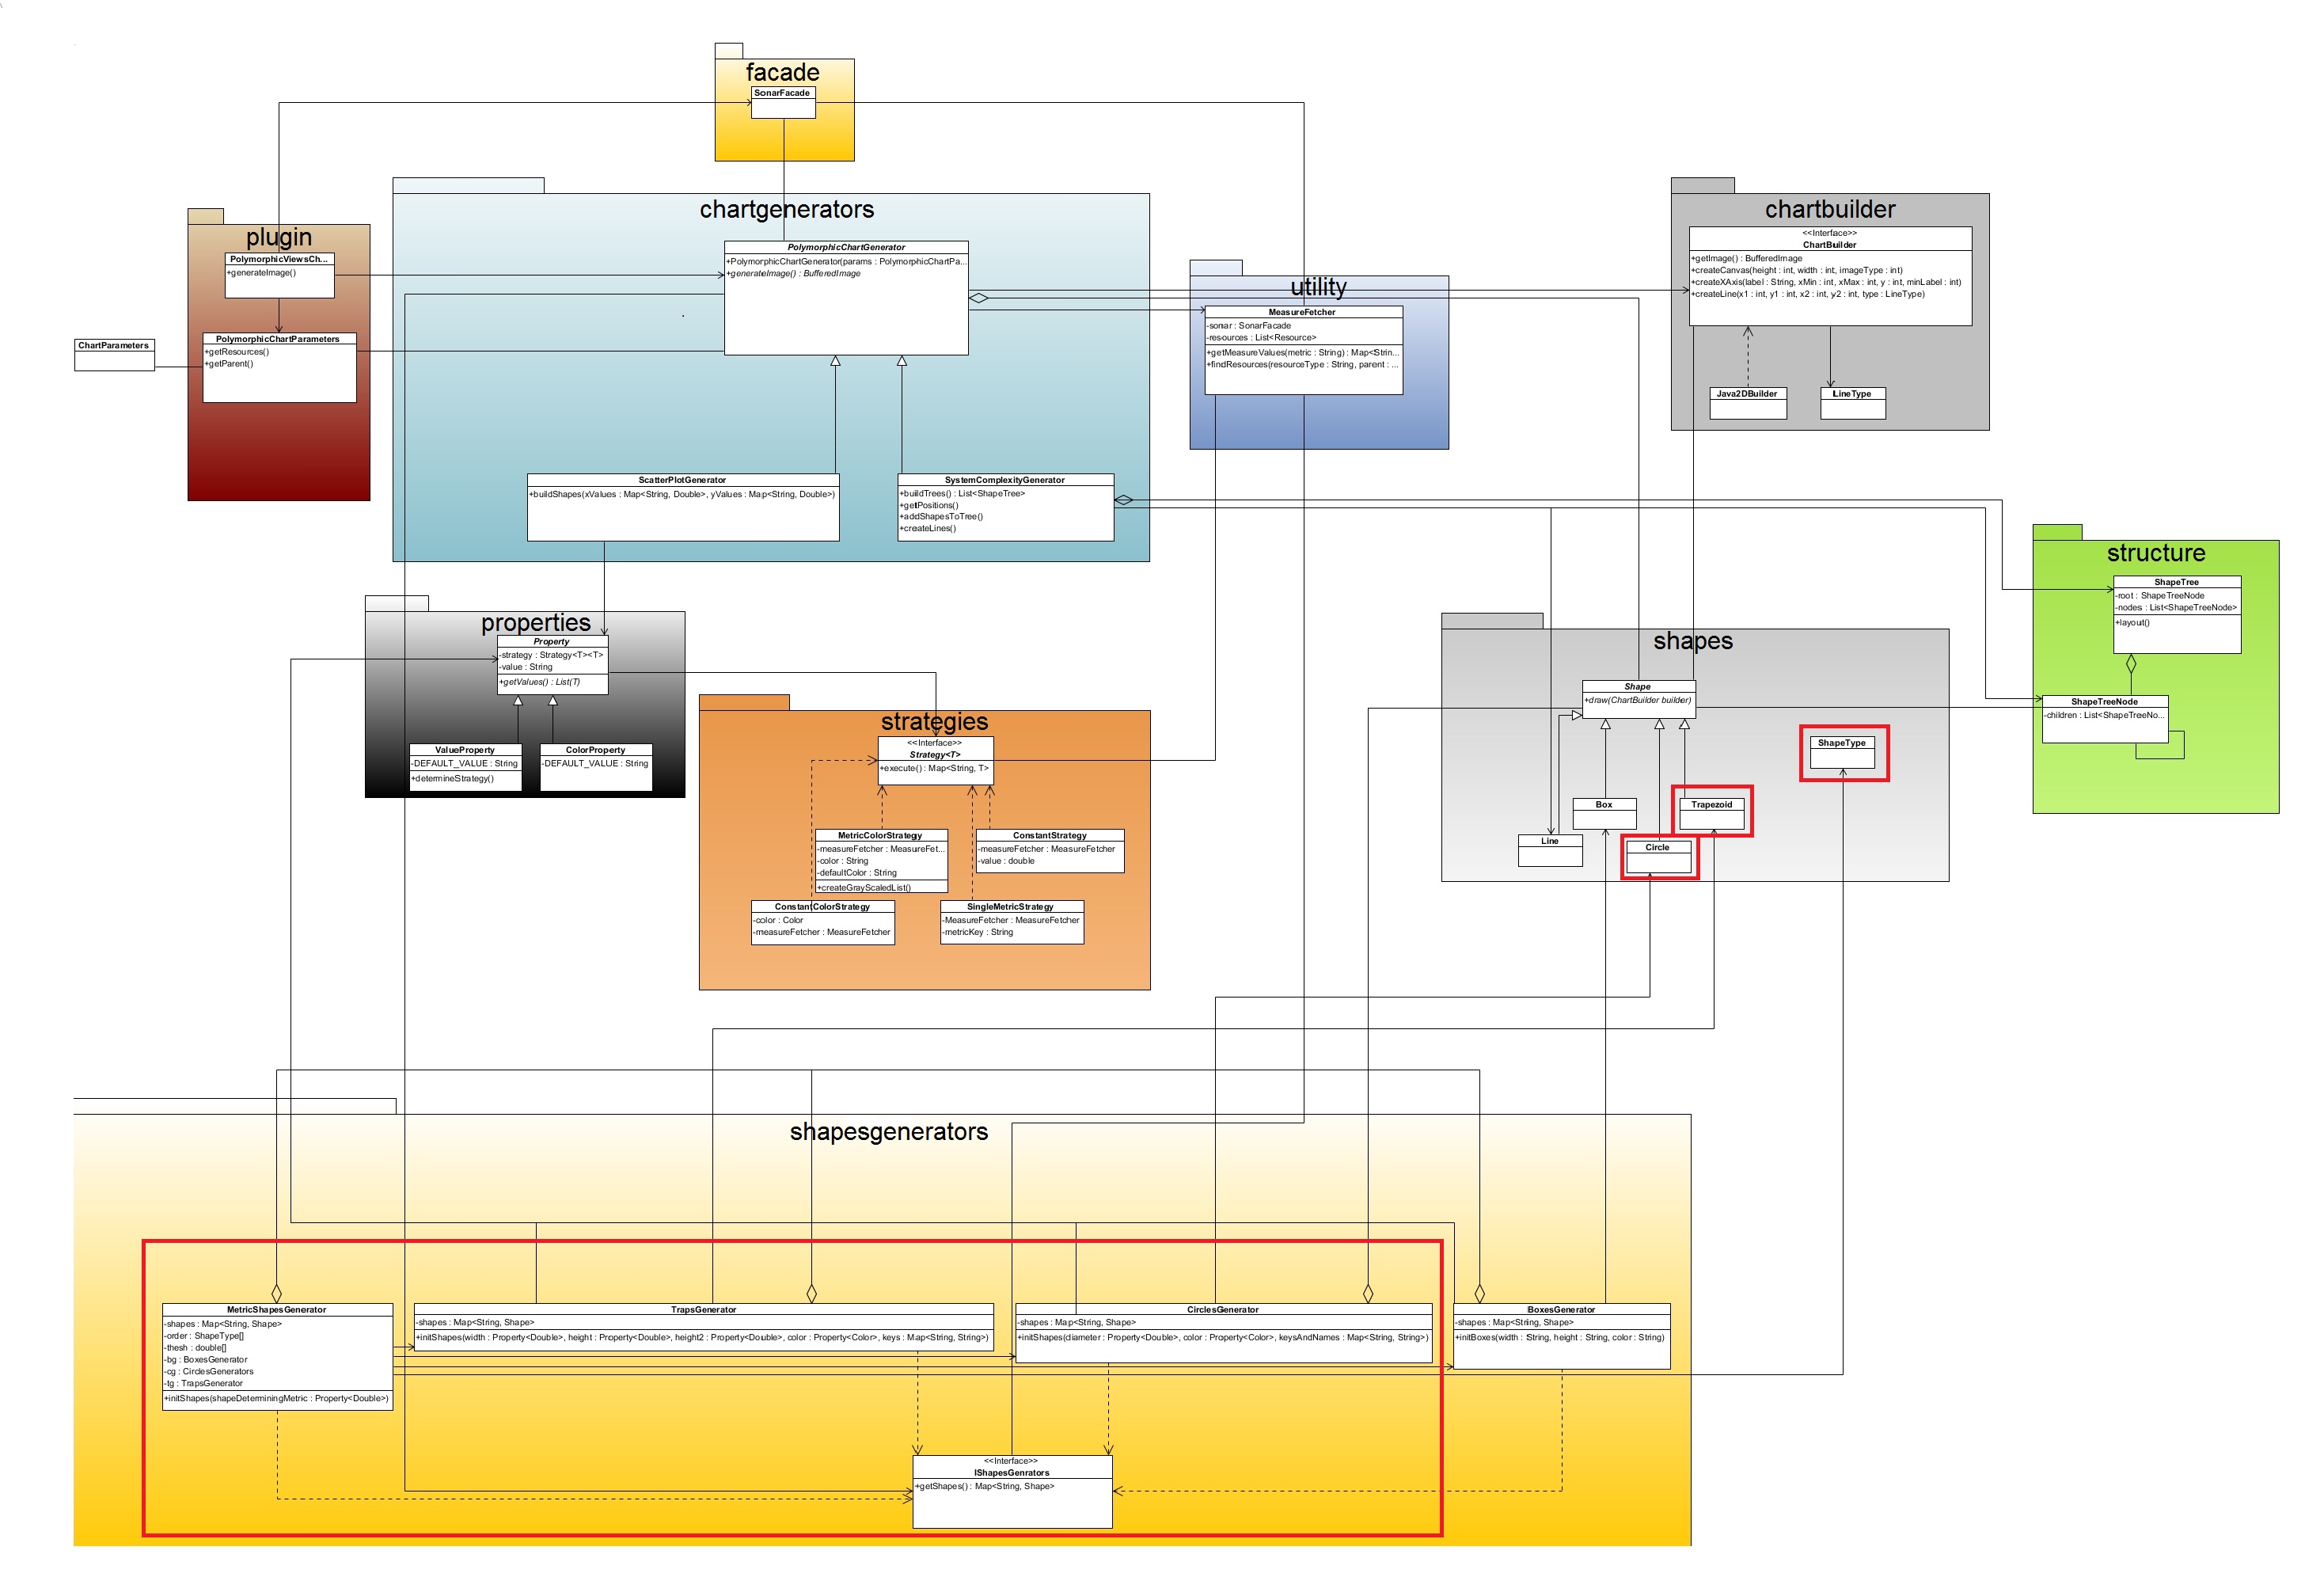 facade
SonarFacade
chartgenerators
PolymorphicChartGenerator
+PolymorphicChartGenerator(params : PolymorphicChartPa...
+generateImage() : BufferedImage
ScatterPlotGenerator
+buildShapes(xValues : Map<String, Double>, yValues : Map<String, Double>)
SystemComplexityGenerator
+buildTrees() : List<ShapeTree>
+getPositions()
+addShapesToTree()
+createLines()
plugin
PolymorphicViewsCh...
+generateImage()
PolymorphicChartParameters
+getResources()
+getParent()
ChartParameters
utility
MeasureFetcher
-sonar : SonarFacade
-resources : List<Resource>
+getMeasureValues(metric : String) : Map<Strin...
+findResources(resourceType : String, parent : ...
chartbuilder
<<Interface>>
ChartBuilder
+getImage() : BufferedImage
+createCanvas(height : int, width : int, imageType : int)
+createXAxis(label : String, xMin : int, xMax : int, y : int, minLabel : int)
+createLine(x1 : int, y1 : int, x2 : int, y2 : int, type : LineType)
Java2DBuilder
LineType
structure
ShapeTree
-root : ShapeTreeNode
-nodes : List<ShapeTreeNode>
+layout()
ShapeTreeNode
-children : List<ShapeTreeNo...
properties
Property
-strategy : Strategy<T><T>
-value : String
+getValues() : List(T)
ValueProperty
-DEFAULT_VALUE : String
+determineStrategy()
ColorProperty
-DEFAULT_VALUE : String
strategies
<<Interface>>
Strategy<T>
+execute() : Map<String, T>
MetricColorStrategy
-measureFetcher : MeasureFet...
-color : String
-defaultColor : String
+createGrayScaledList()
ConstantStrategy
-measureFetcher : MeasureFetcher
-value : double
ConstantColorStrategy
-color : Color
-measureFetcher : MeasureFetcher
SingleMetricStrategy
-MeasureFetcher : MeasureFetcher
-metricKey : String
shapes
Shape
+draw(ChartBuilder builder)
ShapeType
Box
Trapezoid
Line
Circle
shapesgenerators
MetricShapesGenerator
-shapes : Map<String, Shape>
-order : ShapeType[]
-thesh : double[]
-bg : BoxesGenerator
-cg : CirclesGenerators
-tg : TrapsGenerator
+initShapes(shapeDeterminingMetric : Property<Double>)
TrapsGenerator
-shapes : Map<String, Shape>
+initShapes(width : Property<Double>, height : Property<Double>, height2 : Property<Double>, color : Property<Color>, keys : Map<String, String>)
CirclesGenerator
-shapes : Map<String, Shape>
+initShapes(diameter : Property<Double>, color : Property<Color>, keysAndNames : Map<String, String>)
BoxesGenerator
-shapes : Map<String, Shape>
+initBoxes(width : String, height : String, color : String)
<<Interface>>
IShapesGenrators
+getShapes() : Map<String, Shape>